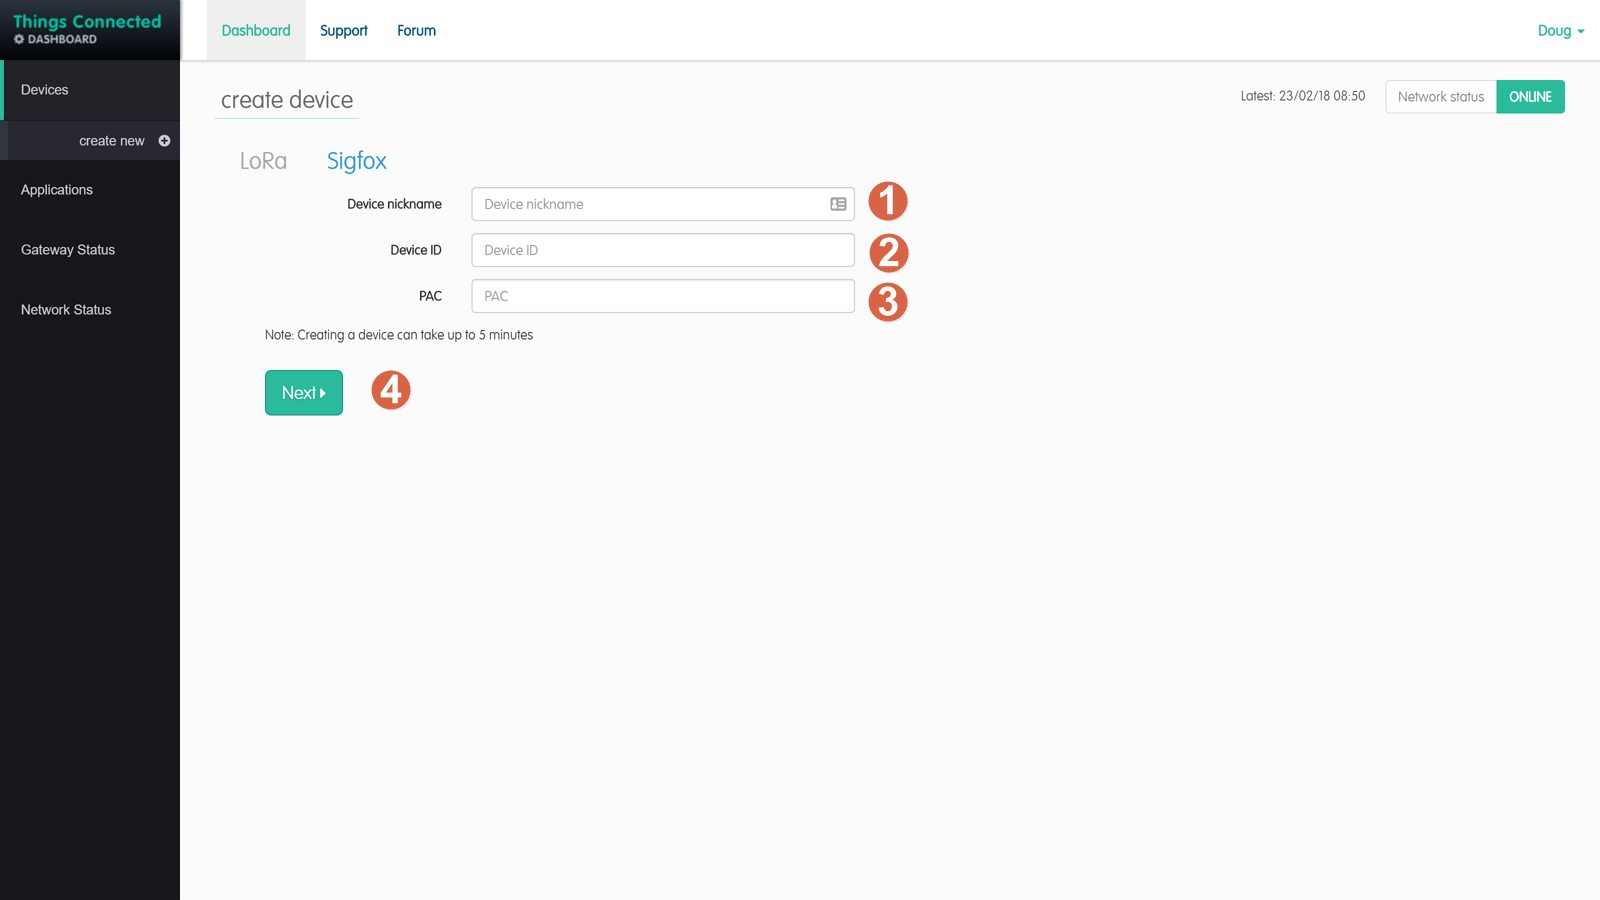 Things Connected
DASHBOARD
Dashboard
Support
Forum
Doug
Devices
create new
Applications
Gateway Status
Network Status
create device
Latest: 23/02/18 08:50
Network status
ONLINE
LoRa
Sigfox
Device nickname
Device nickname
1
Device ID
Device ID
2
PAC
PAC
3
Note: Creating a device can take up to 5 minutes
Next
4